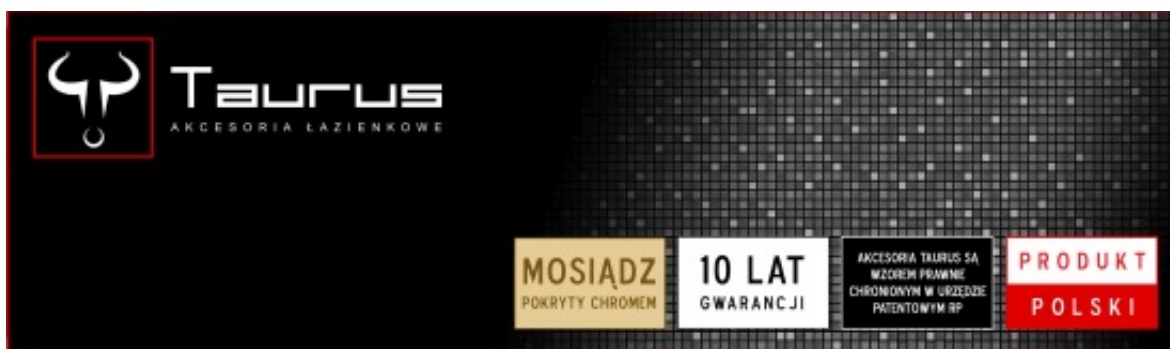 Taurus
AKCESORIA ŁAZIENKOWE
MOSIĄDZ
POKRYTY CHROMEM
10 LAT
GWARANCJI
AKCESORIA TAURUS SĄ
WZOREM PRAWNIE
CHRONIONYM W URZĘDZIE
PATENTOWYM RP
PRODUKT
POLSKI